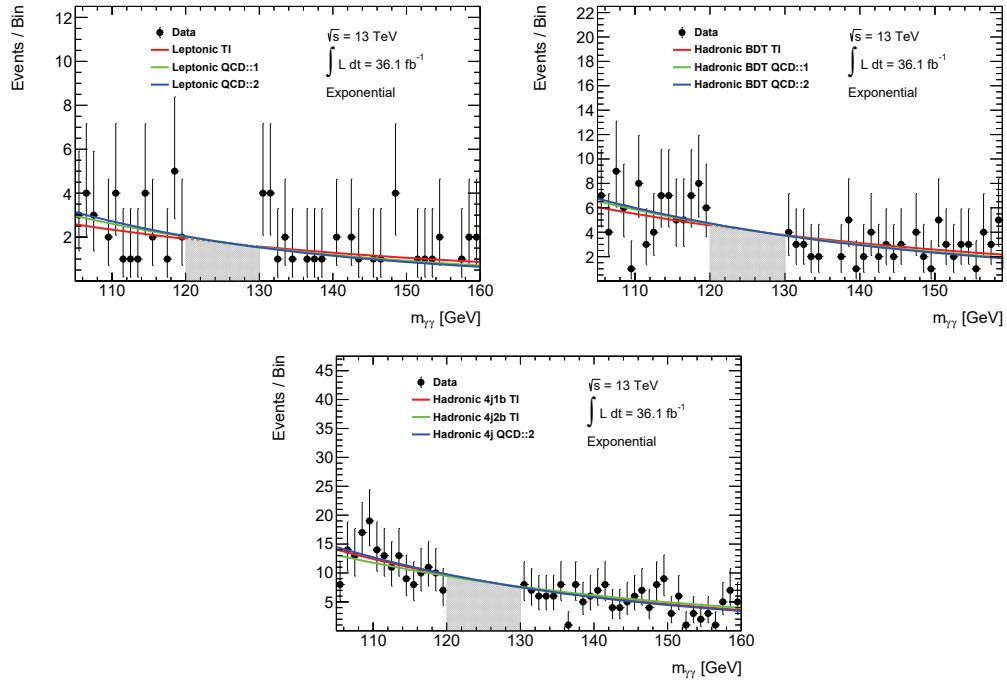 Events / Bin
12
10
8
6
4
2
Data
Leptonic TI
Leptonic QCD::1
Leptonic QCD::2
√s = 13 TeV
∫ L dt = 36.1 fb⁻¹
Exponential
110 120 130 140 150 160
mγγ [GeV]
Events / Bin
22
20
18
16
14
12
10
8
6
4
2
Data
Hadronic BDT TI
Hadronic BDT QCD::1
Hadronic BDT QCD::2
√s = 13 TeV
∫ L dt = 36.1 fb⁻¹
Exponential
110 120 130 140 150
mγγ [GeV]
Events / Bin
45
40
35
30
25
20
15
10
5
Data
Hadronic 4j1b TI
Hadronic 4j2b TI
Hadronic 4j QCD::2
√s = 13 TeV
∫ L dt = 36.1 fb⁻¹
Exponential
110 120 130 140 150 160
mγγ [GeV]